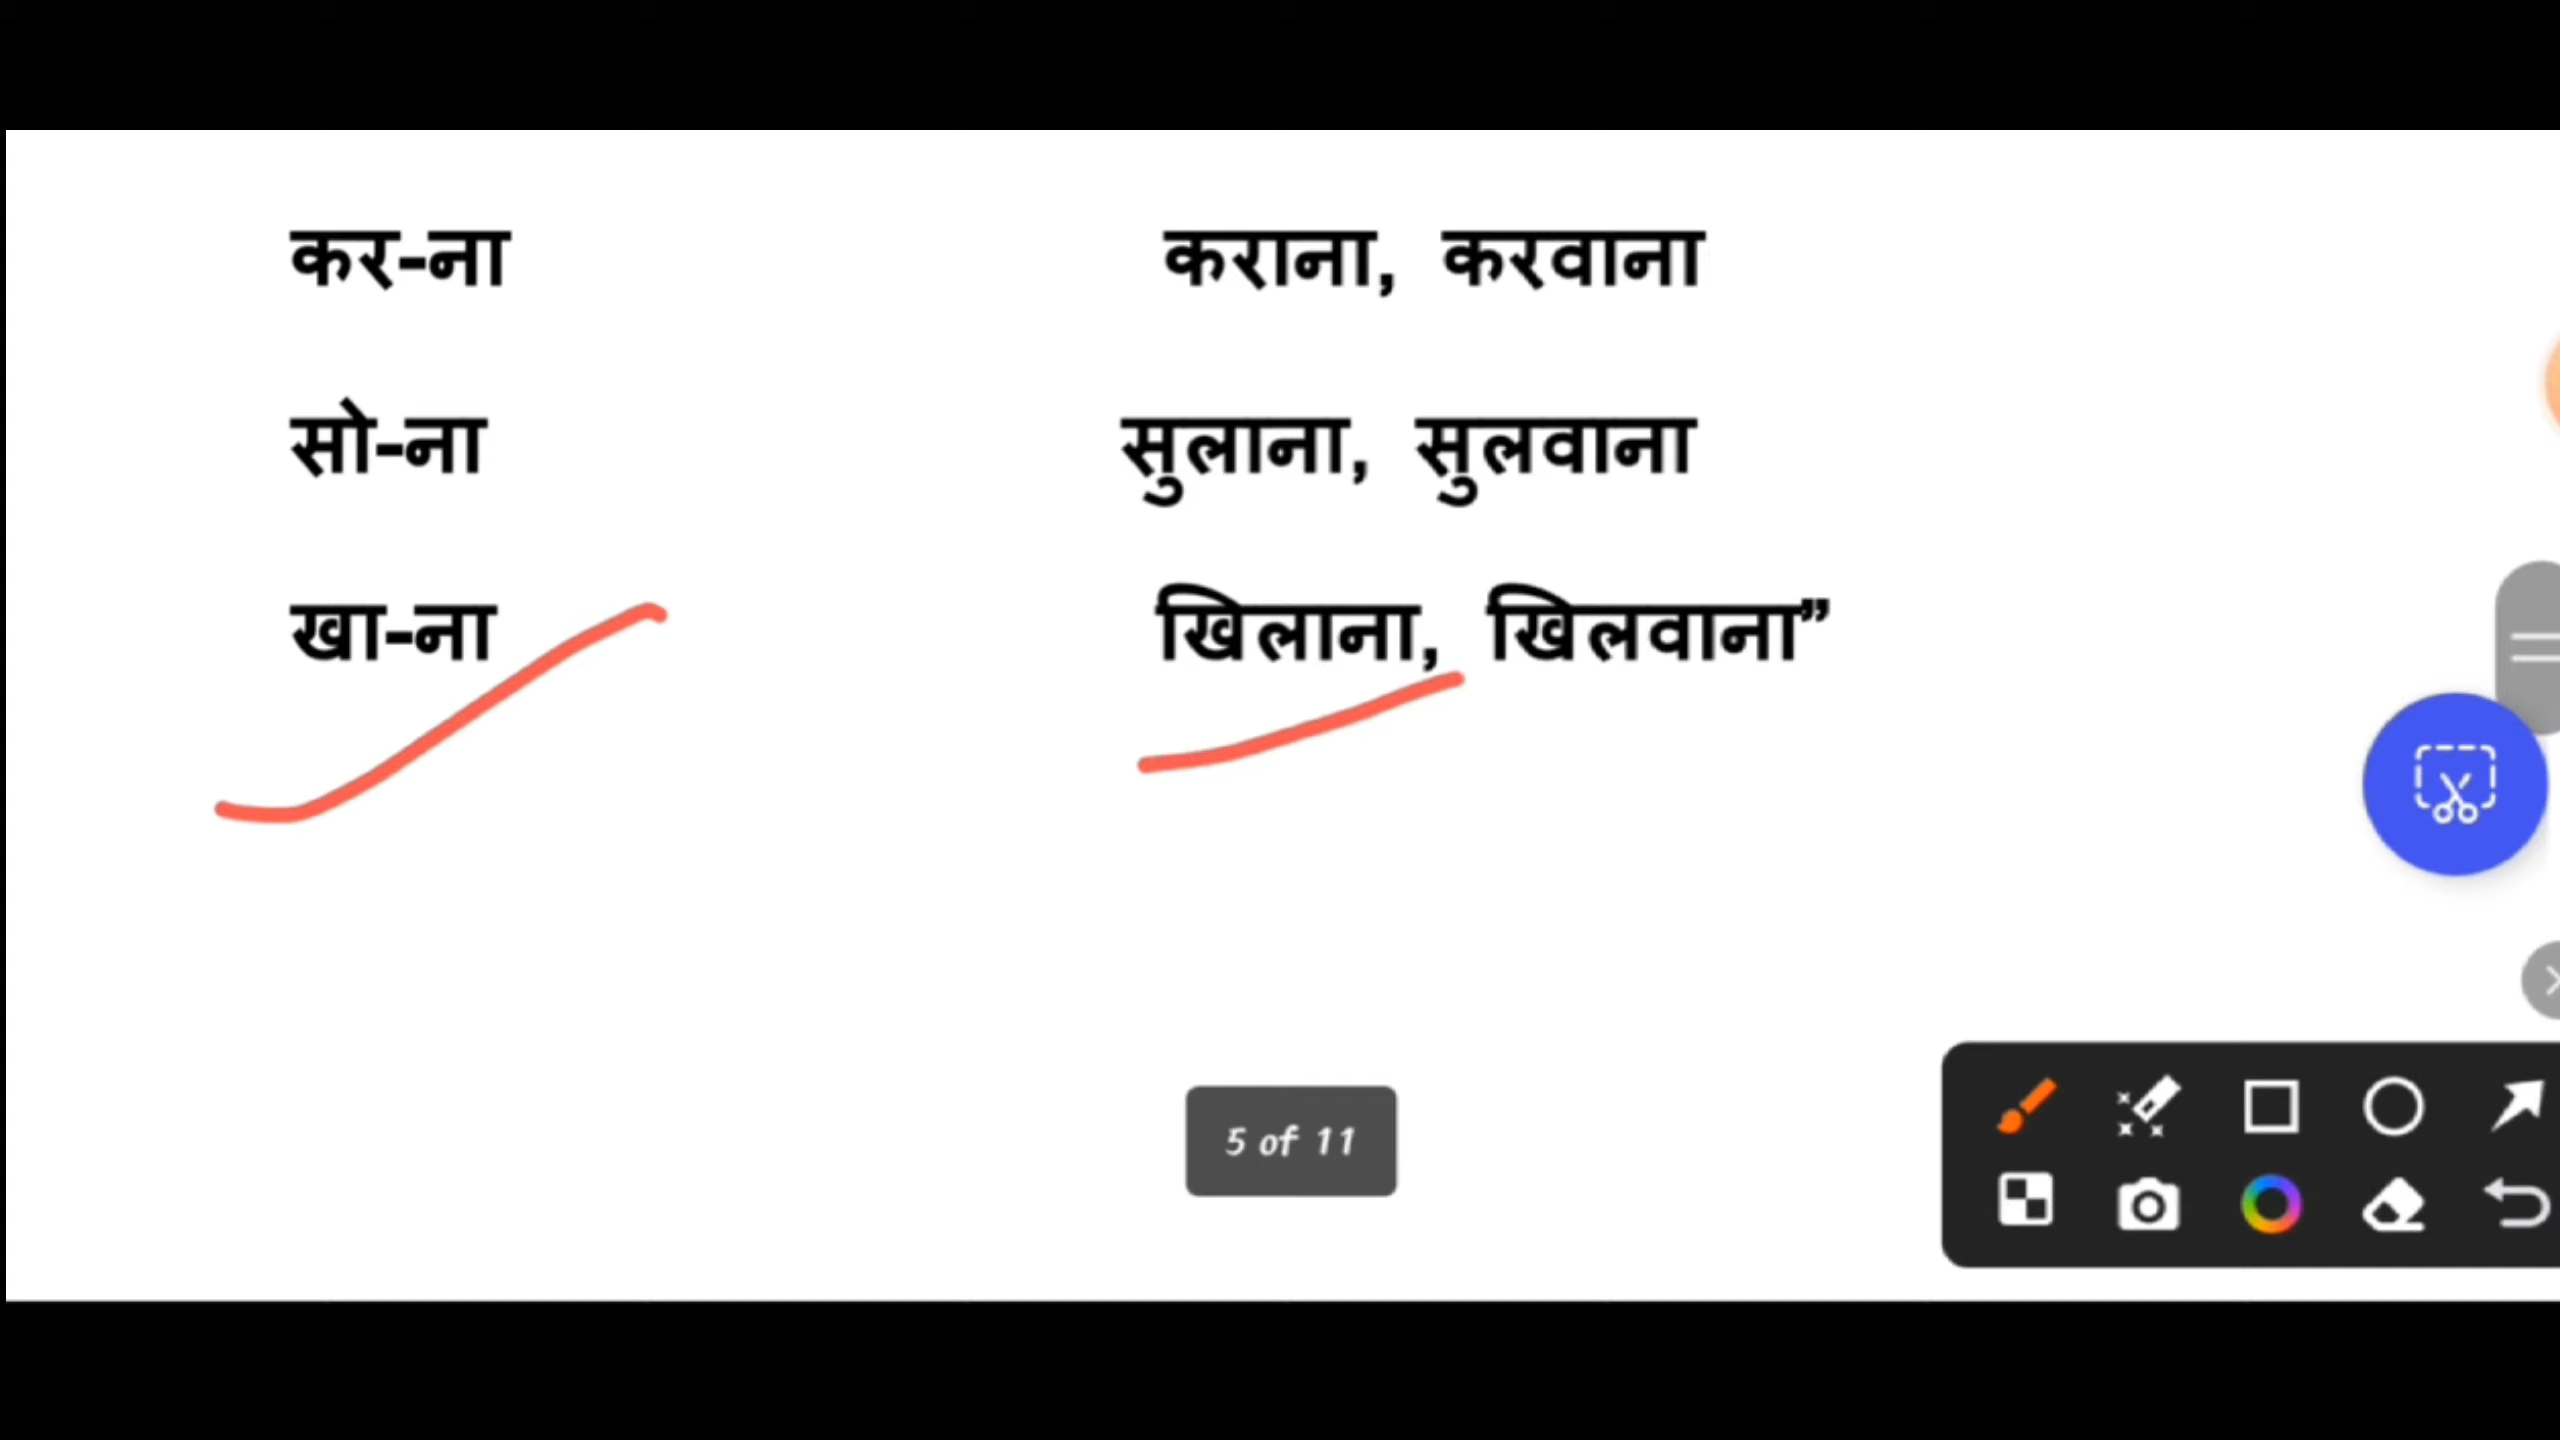 कर-ना कराना, करवाना
सो-ना सुलाना, सुलवाना
खा-ना खिलाना, खिलवाना”
5 of 11